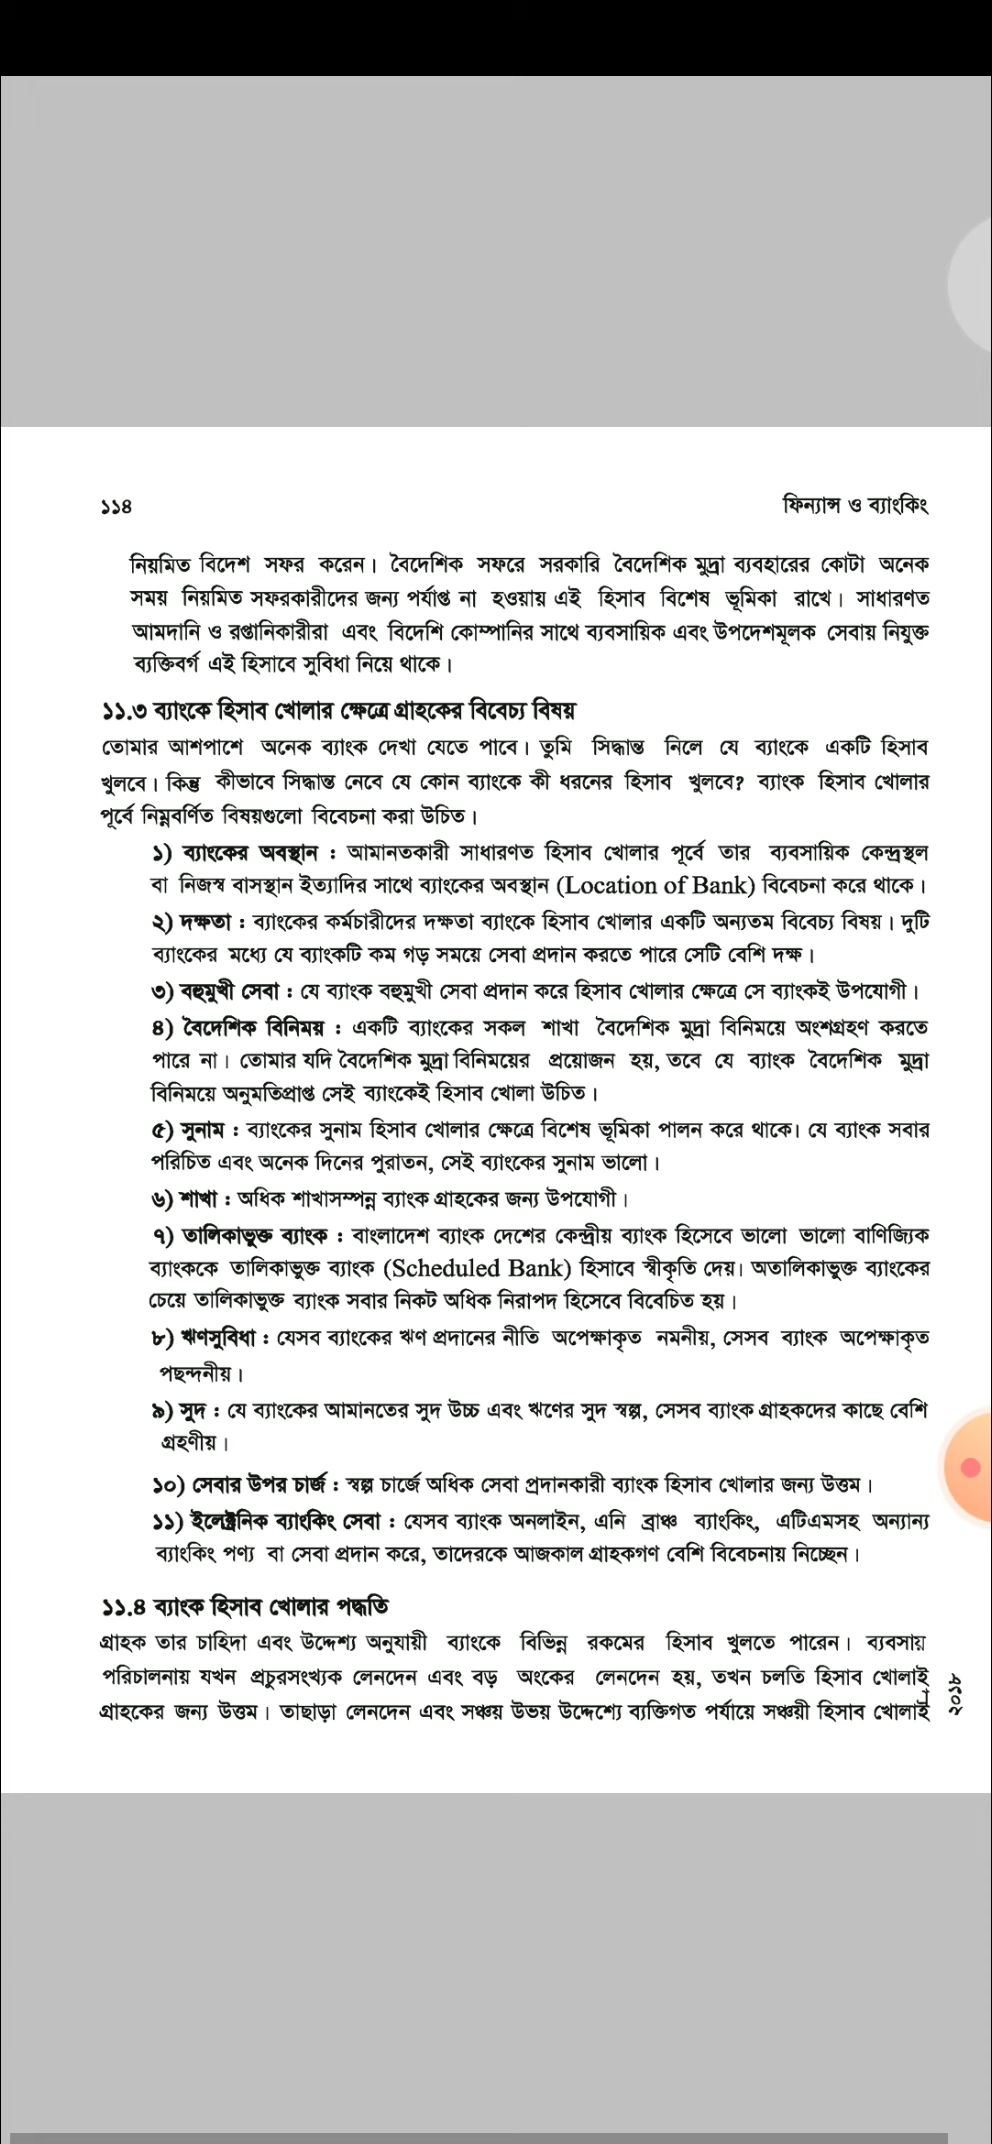 ১১৪
ফিন্যান্স ও ব্যাংকিং
নিয়মিত বিদেশ সফর করেন। বৈদেশিক সফরে সরকারি বৈদেশিক মুদ্রা ব্যবহারের কোটা অনেক
সময় নিয়মিত সফরকারীদের জন্য পর্যাপ্ত না হওয়ায় এই হিসাব বিশেষ ভূমিকা রাখে। সাধারণত
আমদানি ও রপ্তানিকারীরা এবং বিদেশি কোম্পানির সাথে ব্যবসায়িক এবং উপদেশমূলক সেবায় নিযুক্ত
ব্যক্তিবর্গ এই হিসাবে সুবিধা নিয়ে থাকে।
১১.৩ ব্যাংকে হিসাব খোলার ক্ষেত্রে গ্রাহকের বিবেচ্য বিষয়
তোমার আশপাশে অনেক ব্যাংক দেখা যেতে পাবে। তুমি সিদ্ধান্ত নিলে যে ব্যাংকে একটি হিসাব
খুলবে। কিন্তু কীভাবে সিদ্ধান্ত নেবে যে কোন ব্যাংকে কী ধরনের হিসাব খুলবে? ব্যাংক হিসাব খোলার
পূর্বে নিম্নবর্ণিত বিষয়গুলো বিবেচনা করা উচিত।
১) ব্যাংকের অবস্থান : আমানতকারী সাধারণত হিসাব খোলার পূর্বে তার ব্যবসায়িক কেন্দ্রস্থল
বা নিজস্ব বাসস্থান ইত্যাদির সাথে ব্যাংকের অবস্থান (Location of Bank) বিবেচনা করে থাকে।
২) দক্ষতা : ব্যাংকের কর্মচারীদের দক্ষতা ব্যাংকে হিসাব খোলার একটি অন্যতম বিবেচ্য বিষয়। দুটি
ব্যাংকের মধ্যে যে ব্যাংকটি কম গড় সময়ে সেবা প্রদান করতে পারে সেটি বেশি দক্ষ।
৩) বহুমুখী সেবা : যে ব্যাংক বহুমুখী সেবা প্রদান করে হিসাব খোলার ক্ষেত্রে সে ব্যাংকই উপযোগী।
৪) বৈদেশিক বিনিময় : একটি ব্যাংকের সকল শাখা বৈদেশিক মুদ্রা বিনিময়ে অংশগ্রহণ করতে
পারে না। তোমার যদি বৈদেশিক মুদ্রা বিনিময়ের প্রয়োজন হয়, তবে যে ব্যাংক বৈদেশিক মুদ্রা
বিনিময়ে অনুমতিপ্রাপ্ত সেই ব্যাংকেই হিসাব খোলা উচিত।
৫) সুনাম : ব্যাংকের সুনাম হিসাব খোলার ক্ষেত্রে বিশেষ ভূমিকা পালন করে থাকে। যে ব্যাংক সবার
পরিচিত এবং অনেক দিনের পুরাতন, সেই ব্যাংকের সুনাম ভালো।
৬) শাখা : অধিক শাখাসম্পন্ন ব্যাংক গ্রাহকের জন্য উপযোগী।
৭) তালিকাভুক্ত ব্যাংক : বাংলাদেশ ব্যাংক দেশের কেন্দ্রীয় ব্যাংক হিসেবে ভালো ভালো বাণিজ্যিক
ব্যাংককে তালিকাভুক্ত ব্যাংক (Scheduled Bank) হিসাবে স্বীকৃতি দেয়। অতালিকাভুক্ত ব্যাংকের
চেয়ে তালিকাভুক্ত ব্যাংক সবার নিকট অধিক নিরাপদ হিসেবে বিবেচিত হয়।
৮) ঋণসুবিধা : যেসব ব্যাংকের ঋণ প্রদানের নীতি অপেক্ষাকৃত নমনীয়, সেসব ব্যাংক অপেক্ষাকৃত
পছন্দনীয়।
৯) সুদ : যে ব্যাংকের আমানতের সুদ উচ্চ এবং ঋণের সুদ স্বল্প, সেসব ব্যাংক গ্রাহকদের কাছে বেশি
গ্রহণীয়।
১০) সেবার উপর চার্জ : স্বল্প চার্জে অধিক সেবা প্রদানকারী ব্যাংক হিসাব খোলার জন্য উত্তম।
১১) ইলেক্ট্রনিক ব্যাংকিং সেবা : যেসব ব্যাংক অনলাইন, এনি ব্রাঞ্চ ব্যাংকিং, এটিএমসহ অন্যান্য
ব্যাংকিং পণ্য বা সেবা প্রদান করে, তাদেরকে আজকাল গ্রাহকগণ বেশি বিবেচনায় নিচ্ছেন।
১১.৪ ব্যাংক হিসাব খোলার পদ্ধতি
গ্রাহক তার চাহিদা এবং উদ্দেশ্য অনুযায়ী ব্যাংকে বিভিন্ন রকমের হিসাব খুলতে পারেন। ব্যবসায়
পরিচালনায় যখন প্রচুরসংখ্যক লেনদেন এবং বড় অংকের লেনদেন হয়, তখন চলতি হিসাব খোলাই
গ্রাহকের জন্য উত্তম। তাছাড়া লেনদেন এবং সঞ্চয় উভয় উদ্দেশ্যে ব্যক্তিগত পর্যায়ে সঞ্চয়ী হিসাব খোলাই
২০১৮